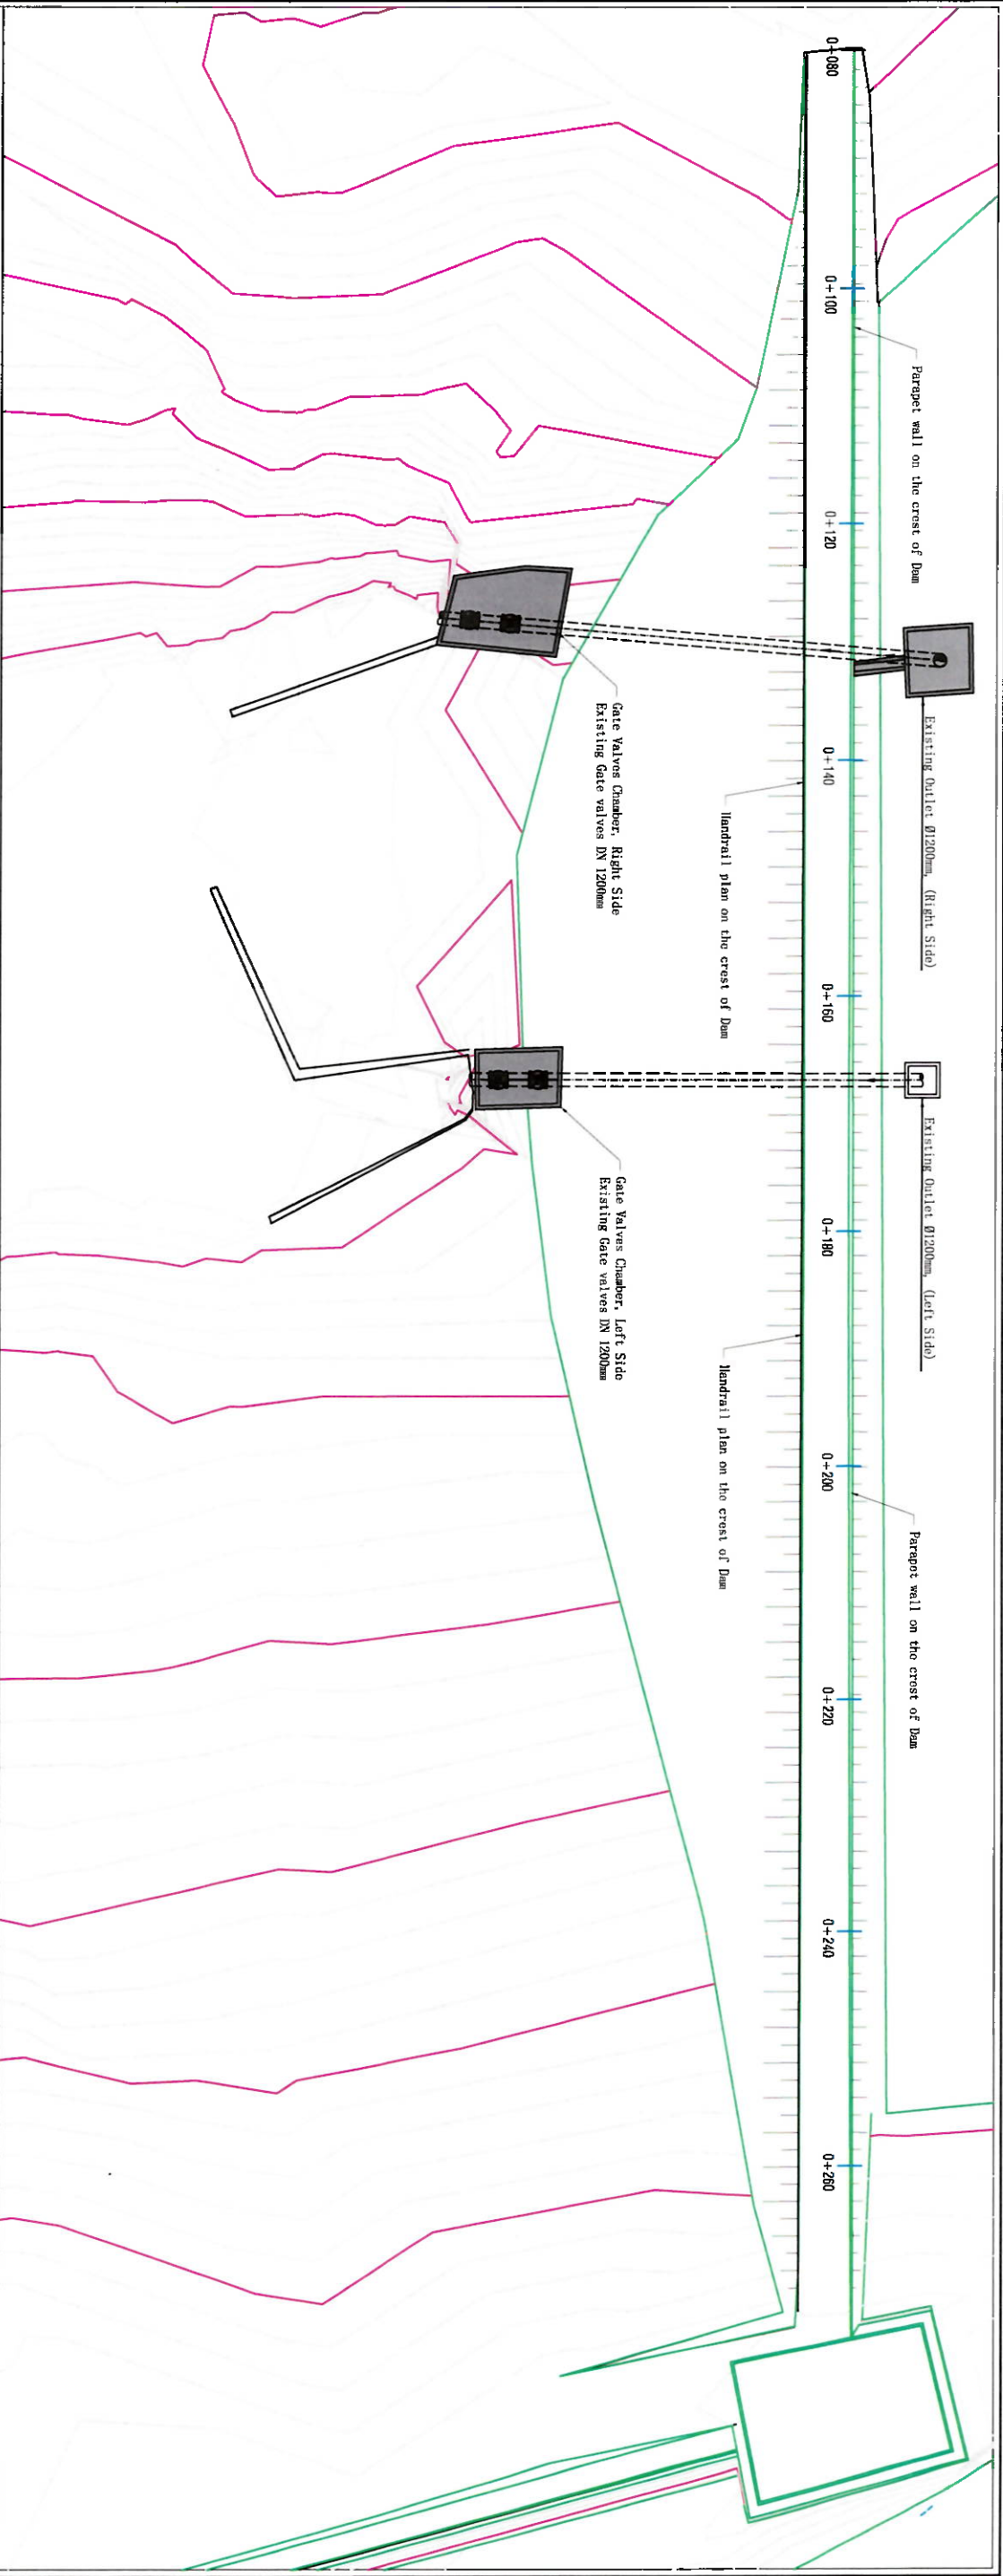 0+080
0+100
0+120
0+140
0+160
0+180
0+200
0+220
0+240
0+260
Parapet wall on the crest of Dam
Existing Outlet Ø1200mm, (Right Side)
Existing Outlet Ø1200mm, (Left Side)
Parapot wall on the crest of Dam
Handrail plan on the crest of Dam
Handrail plan on the crest of Dam
Gate Valves Chamber, Right Side
Existing Gate valves DN 1200mm
Gate Valves Chamber, Left Side
Existing Gate valves DN 1200mm